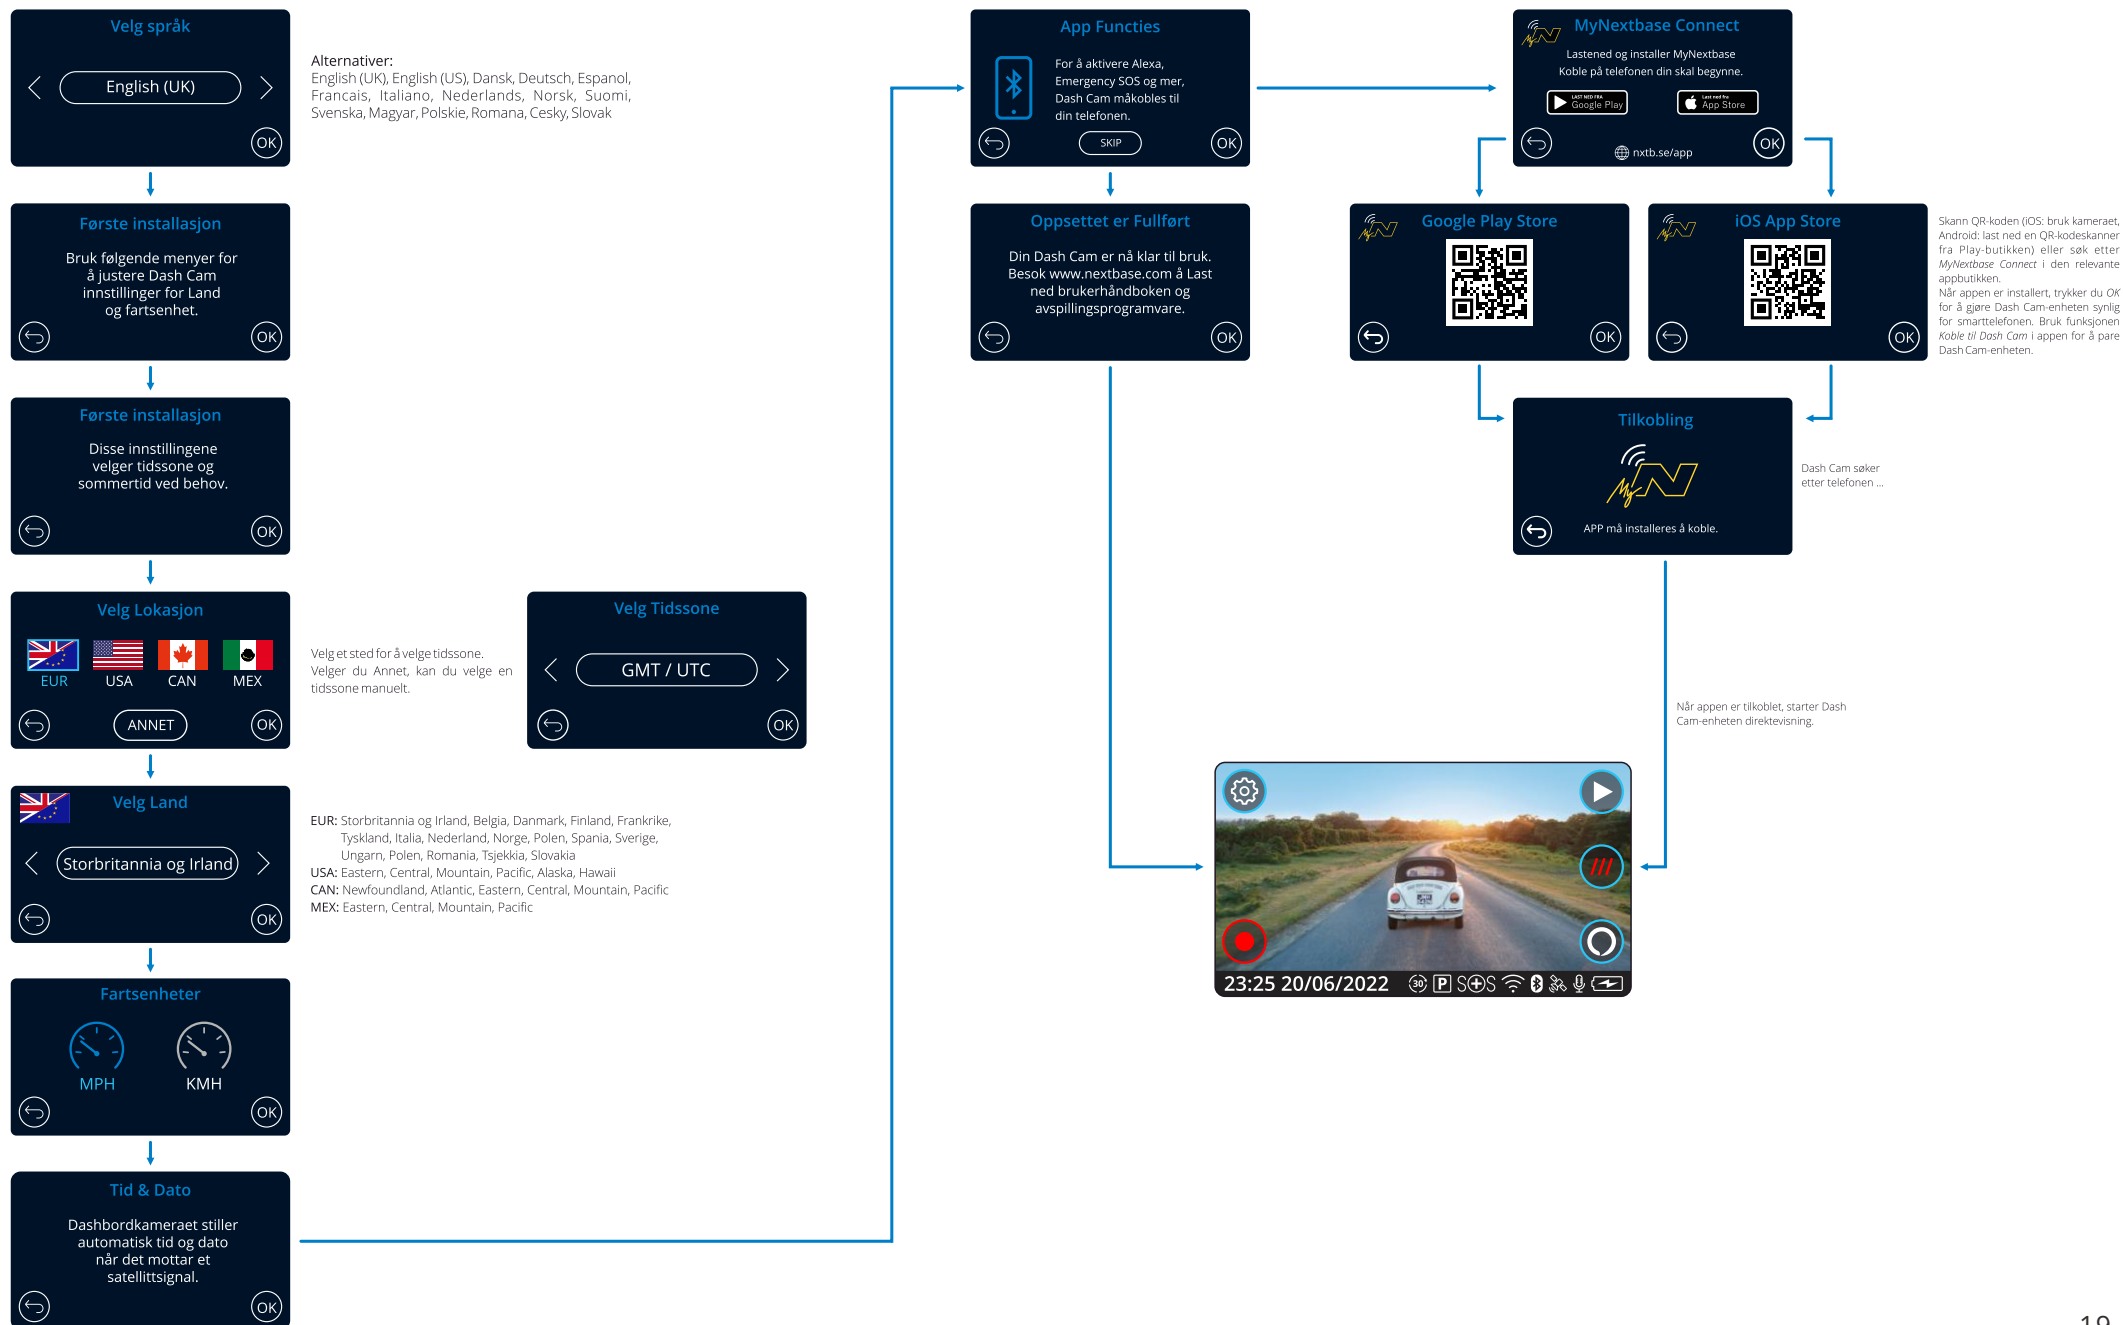 Velg språk
English (UK)
OK
Alternativer:
English (UK), English (US), Dansk, Deutsch, Espanol,
Francais, Italiano, Nederlands, Norsk, Suomi,
Svenska, Magyar, Polskie, Romana, Cesky, Slovak
Første installasjon
Bruk følgende menyer for
å justere Dash Cam
innstillinger for Land
og fartsenhet.
OK
Første installasjon
Disse innstillingene
velger tidssone og
sommertid ved behov.
OK
Velg Lokasjon
EUR USA CAN MEX
ANNET
OK
Velg et sted for å velge tidssone.
Velger du Annet, kan du velge en
tidssone manuelt.
Velg Tidssone
GMT / UTC
OK
Velg Land
Storbritannia og Irland
OK
EUR: Storbritannia og Irland, Belgia, Danmark, Finland, Frankrike,
Tyskland, Italia, Nederland, Norge, Polen, Spania, Sverige,
Ungarn, Polen, Romania, Tsjekkia, Slovakia
USA: Eastern, Central, Mountain, Pacific, Alaska, Hawaii
CAN: Newfoundland, Atlantic, Eastern, Central, Mountain, Pacific
MEX: Eastern, Central, Mountain, Pacific
Fartsenheter
MPH KMH
OK
Tid & Dato
Dashbordkameraet stiller
automatisk tid og dato
når det mottar et
satellittsignal.
OK
App Functies
For å aktivere Alexa,
Emergency SOS og mer,
Dash Cam måkobles til
din telefonen.
SKIP
OK
Oppsettet er Fullført
Din Dash Cam er nå klar til bruk.
Besok www.nextbase.com å Last
ned brukerhåndboken og
avspillingsprogramvare.
OK
My N
MyNextbase Connect
Lastened og installer MyNextbase
Koble på telefonen din skal begynne.
LAST NED FRA
Google Play
Last ned fra
App Store
nxtb.se/app
OK
My N
Google Play Store
OK
My N
iOS App Store
OK
Skann QR-koden (iOS: bruk kameraet,
Android: last ned en QR-kodeskanner
fra Play-butikken) eller søk etter
MyNextbase Connect i den relevante
appbutikken.
Når appen er installert, trykker du OK
for å gjøre Dash Cam-enheten synlig
for smarttelefonen. Bruk funksjonen
Koble til Dash Cam i appen for å pare
Dash Cam-enheten.
Tilkobling
My N
APP må installeres å koble.
Dash Cam søker
etter telefonen ...
Når appen er tilkoblet, starter Dash
Cam-enheten direktevisning.
23:25 20/06/2022 30 P SOS
19